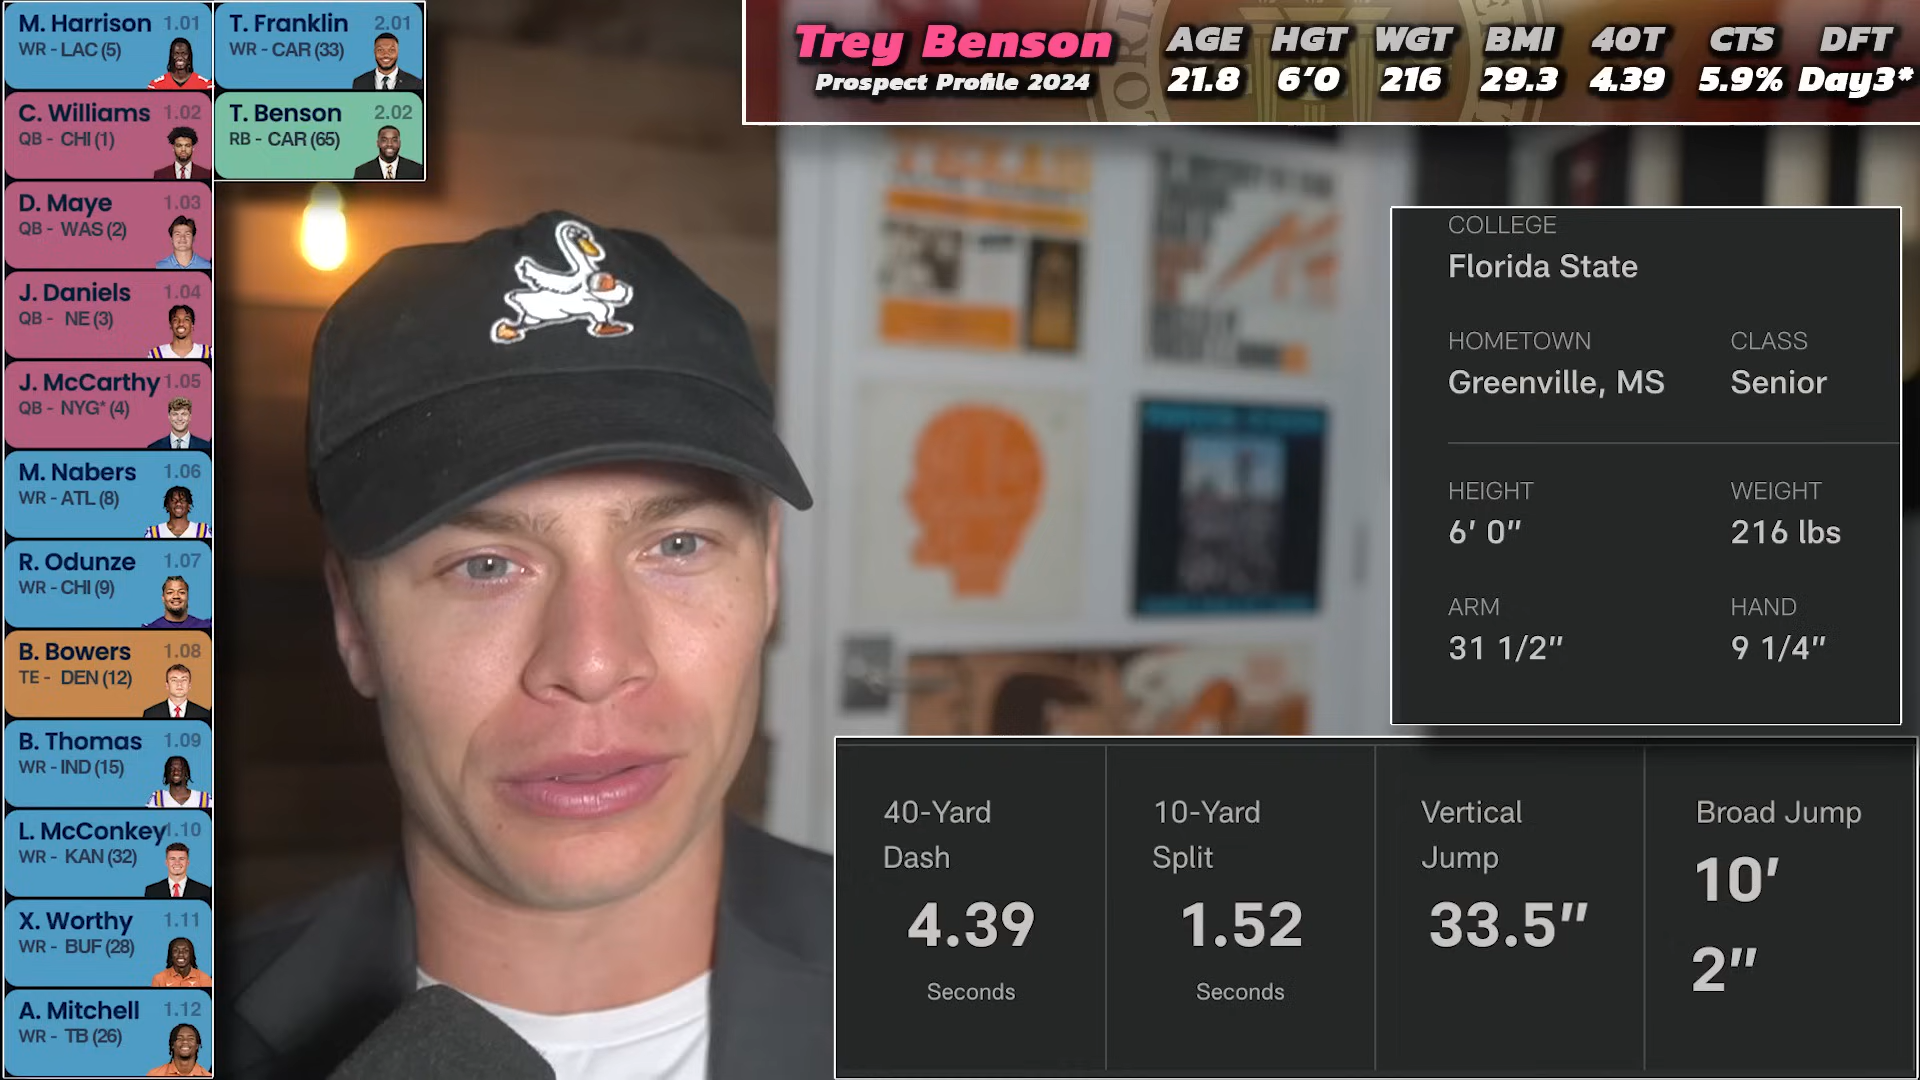 M. Harrison 1.01
WR - LAC (5)
C. Williams 1.02
QB - CHI (1)
D. Maye 1.03
QB - WAS (2)
J. Daniels 1.04
QB - NE (3)
J. McCarthy 1.05
QB - NYG* (4)
M. Nabers 1.06
WR - ATL (8)
R. Odunze 1.07
WR - CHI (9)
B. Bowers 1.08
TE - DEN (12)
B. Thomas 1.09
WR - IND (15)
L. McConkey 1.10
WR - KAN (32)
X. Worthy 1.11
WR - BUF (28)
A. Mitchell 1.12
WR - TB (26)
T. Franklin 2.01
WR - CAR (33)
T. Benson 2.02
RB - CAR (65)
Trey Benson
Prospect Profile 2024
AGE HGT WGT BMI 40T CTS DFT
21.8 6'0 216 29.3 4.39 5.9% Day3*
COLLEGE
Florida State
HOMETOWN CLASS
Greenville, MS Senior
HEIGHT WEIGHT
6′ 0″ 216 lbs
ARM HAND
31 1/2″ 9 1/4″
40-Yard
Dash
4.39
Seconds
10-Yard
Split
1.52
Seconds
Vertical
Jump
33.5″
Broad Jump
10′
2″